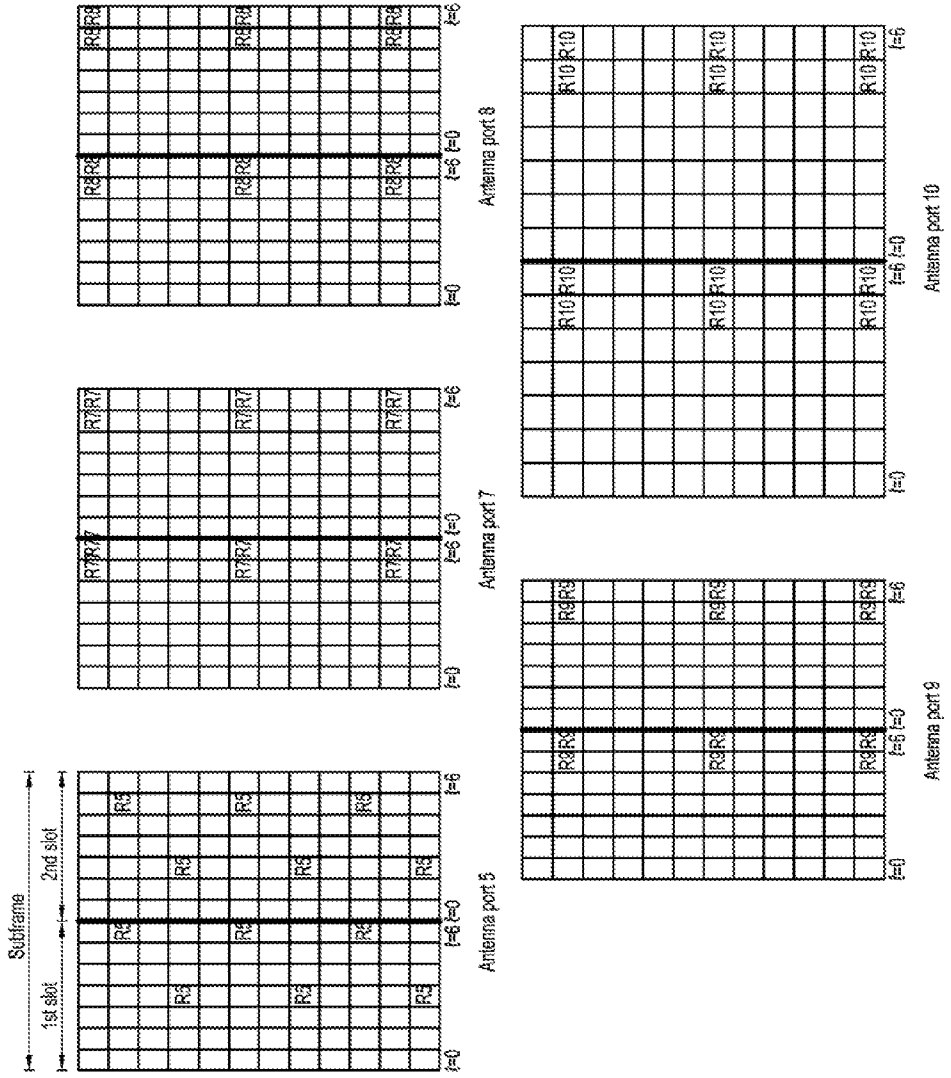 Subframe
1st slot 2nd slot
R5 R5
R5 R5
R5 R5
R5 R5
R5 R5
R5 R5
ℓ=0 ℓ=6 ℓ=0 ℓ=6
Antenna port 5
R7R7 R7R7
R7R7 R7R7
R7R7 R7R7
ℓ=0 ℓ=6 ℓ=0 ℓ=6
Antenna port 7
R8R8 R8R8
R8R8 R8R8
R8R8 R8R8
ℓ=0 ℓ=6 ℓ=0 ℓ=6
Antenna port 8
R9R9 R9R9
R9R9 R9R9
R9R9 R9R9
ℓ=0 ℓ=6 ℓ=0 ℓ=6
Antenna port 9
R10 R10 R10 R10
R10 R10 R10 R10
R10 R10 R10 R10
ℓ=0 ℓ=6 ℓ=0 ℓ=6
Antenna port 10